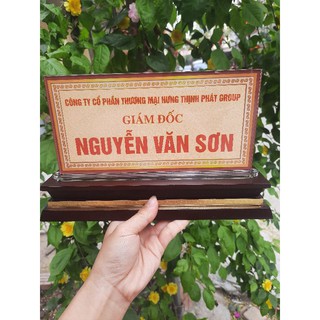 CÔNG TY CỔ PHẦN THƯƠNG MẠI HƯNG THỊNH PHÁT GROUP
GIÁM ĐỐC
NGUYỄN VĂN SƠN